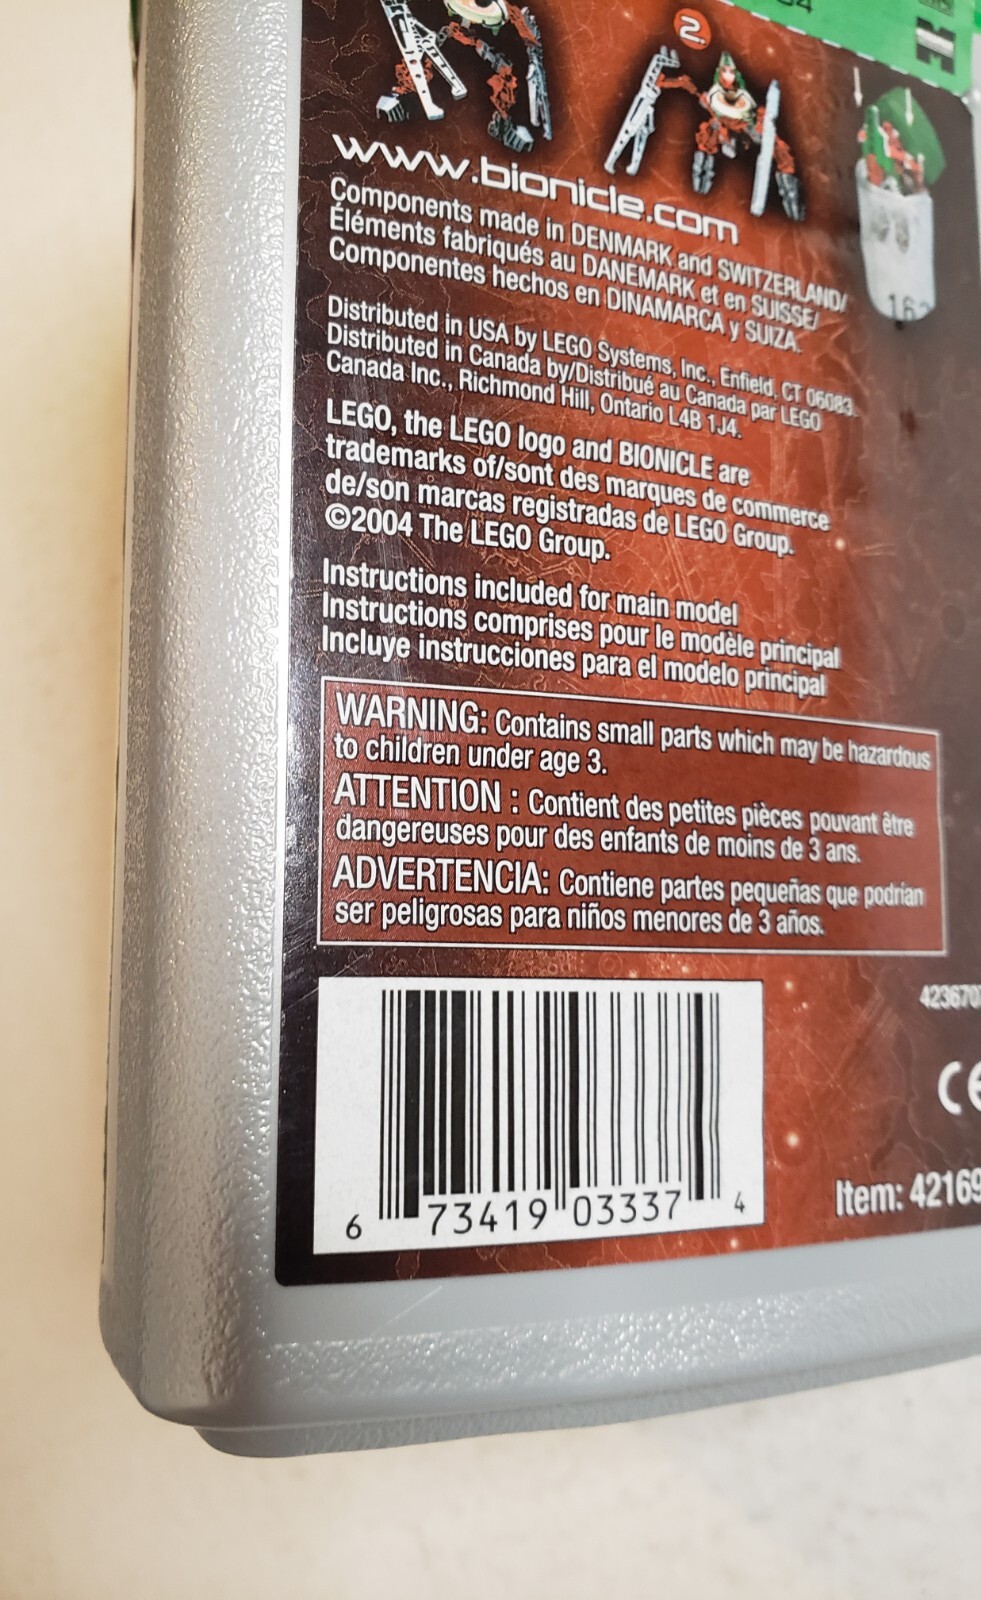 2.
www.bionicle.com
Components made in DENMARK and SWITZERLAND/
Éléments fabriqués au DANEMARK et en SUISSE/
Componentes hechos en DINAMARCA y SUIZA.
Distributed in USA by LEGO Systems, Inc., Enfield, CT 06083.
Distributed in Canada by/Distribué au Canada par LEGO
Canada Inc., Richmond Hill, Ontario L4B 1J4.
LEGO, the LEGO logo and BIONICLE are
trademarks of/sont des marques de commerce
de/son marcas registradas de LEGO Group.
©2004 The LEGO Group.
Instructions included for main model
Instructions comprises pour le modèle principal
Incluye instrucciones para el modelo principal
WARNING: Contains small parts which may be hazardous
to children under age 3.
ATTENTION : Contient des petites pièces pouvant être
dangereuses pour des enfants de moins de 3 ans.
ADVERTENCIA: Contiene partes pequeñas que podrían
ser peligrosas para niños menores de 3 años.
423670
CE
Item: 42169
6 73419 03337 4